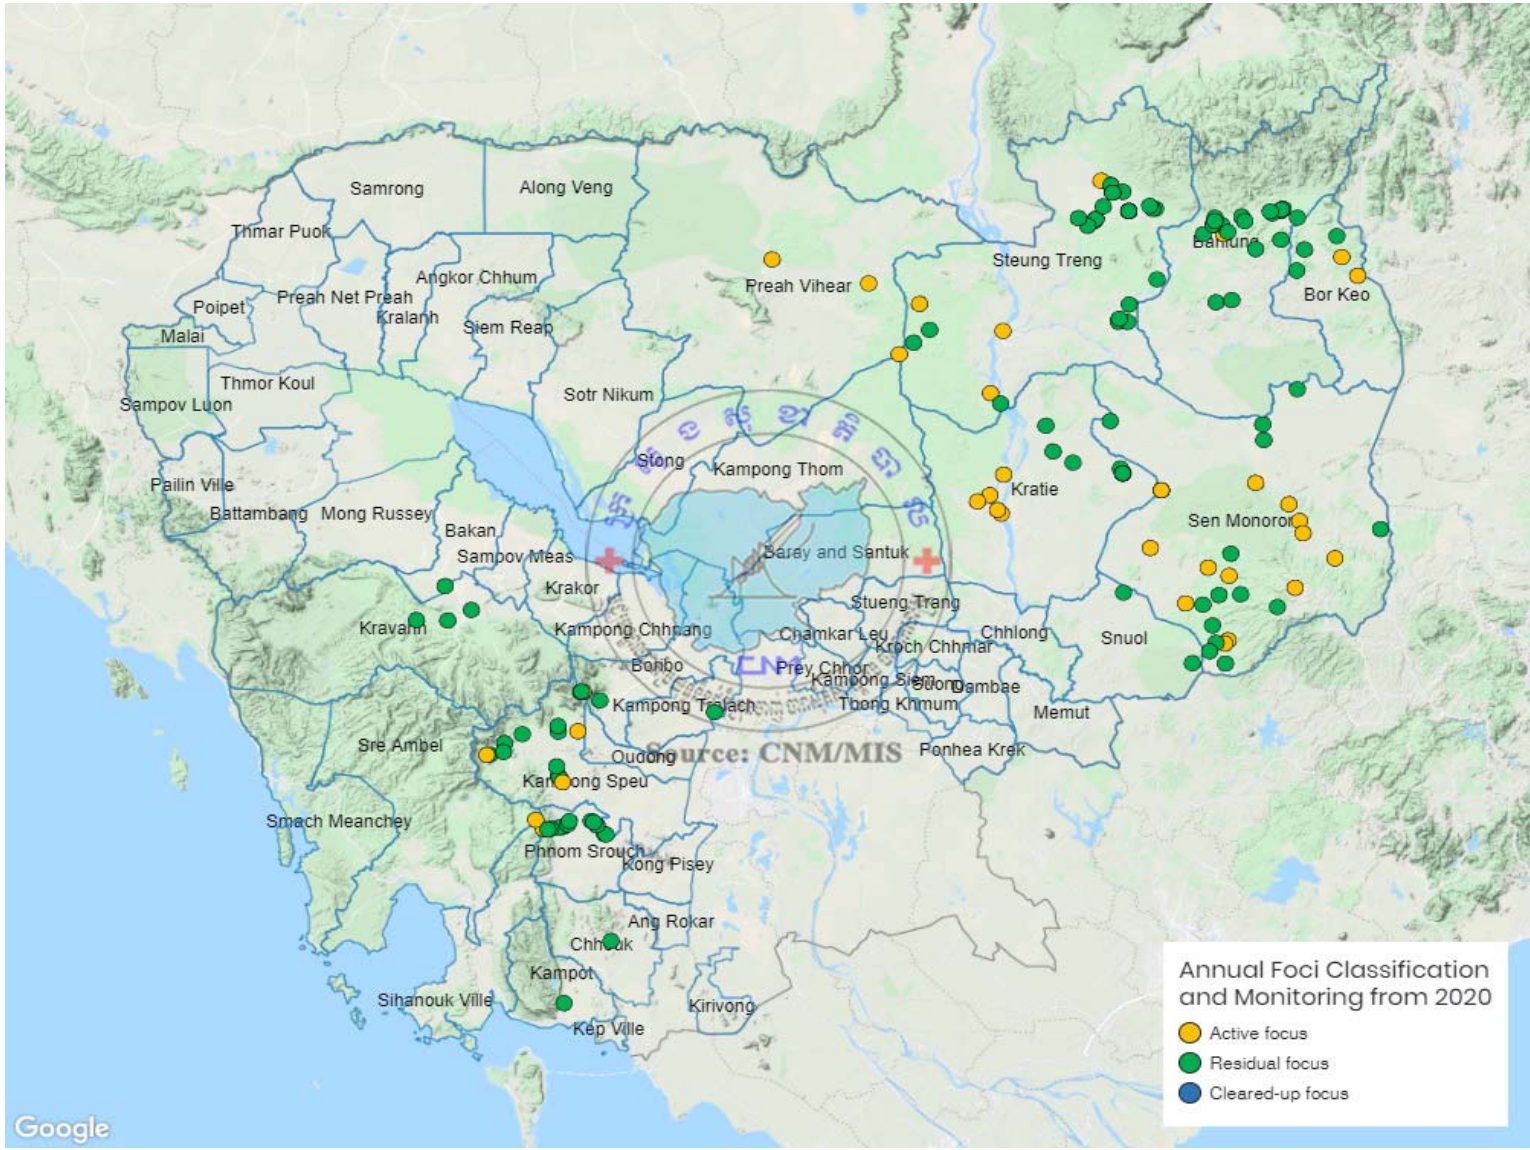 Samrong
Along Veng
Thmar Puok
Steung Treng
Banlung
Angkor Chhum
Preah Vihear
Preah Net Preah
Bor Keo
Poipet
Kralanh
Siem Reap
Malai
Thmor Koul
Sotr Nikum
Sampov Luon
Stong
Kampong Thom
Pailin Ville
Kratie
Battambang
Mong Russey
Sen Monorom
Bakan
Sampov Meas
Baray and Santuk
Krakor
Stueng Trang
Kravanh
Kampong Chhnang
Chamkar Leu
Chhlong
Snuol
Kroch Chhmar
Boribo
CNM
Prey Chhor
Kampong Siem
Suong
Dambae
Kampong Tralach
Tbong Khmum
Memut
Sre Ambel
Oudong
Source: CNM/MIS
Ponhea Krek
Kampong Speu
Smach Meanchey
Phnom Srouch
Kong Pisey
Ang Rokar
Chhouk
Kampot
Sihanouk Ville
Kirivong
Kep Ville
Annual Foci Classification
and Monitoring from 2020
Active focus
Residual focus
Cleared-up focus
Google